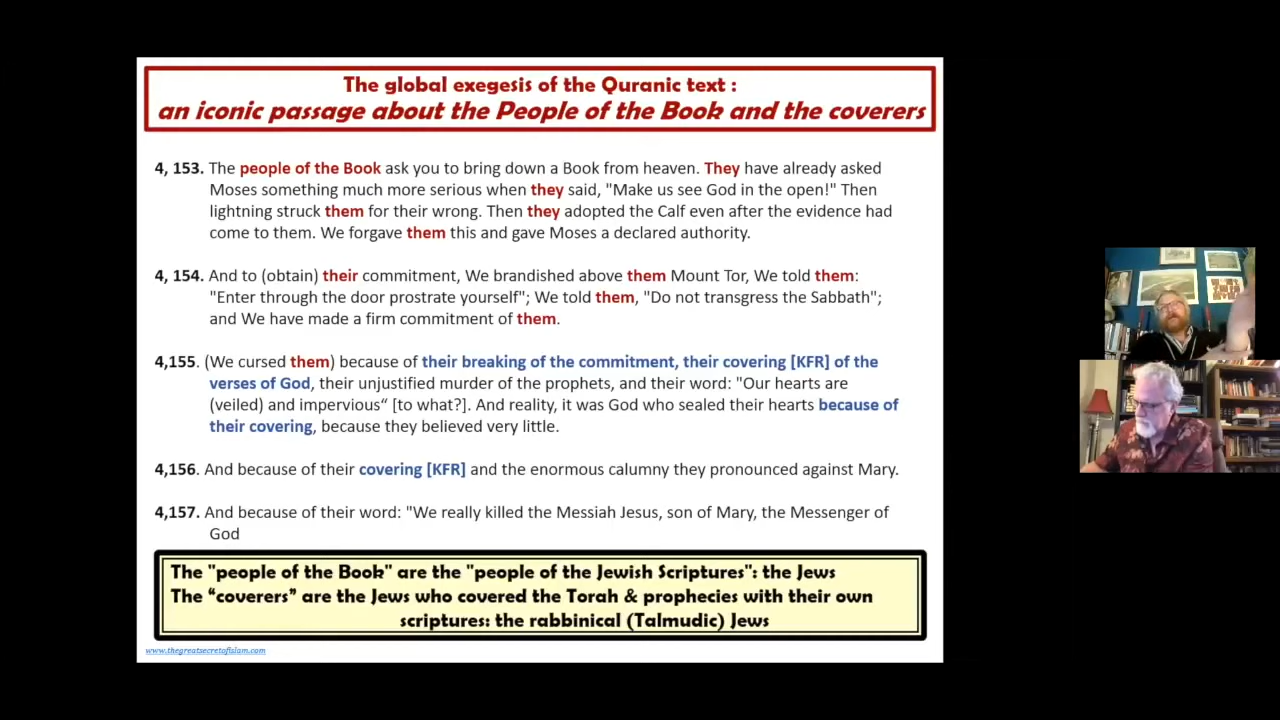 The global exegesis of the Quranic text :
an iconic passage about the People of the Book and the coverers
4, 153. The people of the Book ask you to bring down a Book from heaven. They have already asked
Moses something much more serious when they said, "Make us see God in the open!" Then
lightning struck them for their wrong. Then they adopted the Calf even after the evidence had
come to them. We forgave them this and gave Moses a declared authority.
4, 154. And to (obtain) their commitment, We brandished above them Mount Tor, We told them:
"Enter through the door prostrate yourself"; We told them, "Do not transgress the Sabbath";
and We have made a firm commitment of them.
4,155. (We cursed them) because of their breaking of the commitment, their covering [KFR] of the
verses of God, their unjustified murder of the prophets, and their word: "Our hearts are
(veiled) and impervious“ [to what?]. And reality, it was God who sealed their hearts because of
their covering, because they believed very little.
4,156. And because of their covering [KFR] and the enormous calumny they pronounced against Mary.
4,157. And because of their word: "We really killed the Messiah Jesus, son of Mary, the Messenger of
God
The "people of the Book" are the "people of the Jewish Scriptures": the Jews
The “coverers” are the Jews who covered the Torah & prophecies with their own
scriptures: the rabbinical (Talmudic) Jews
www.thegreatsecretofislam.com